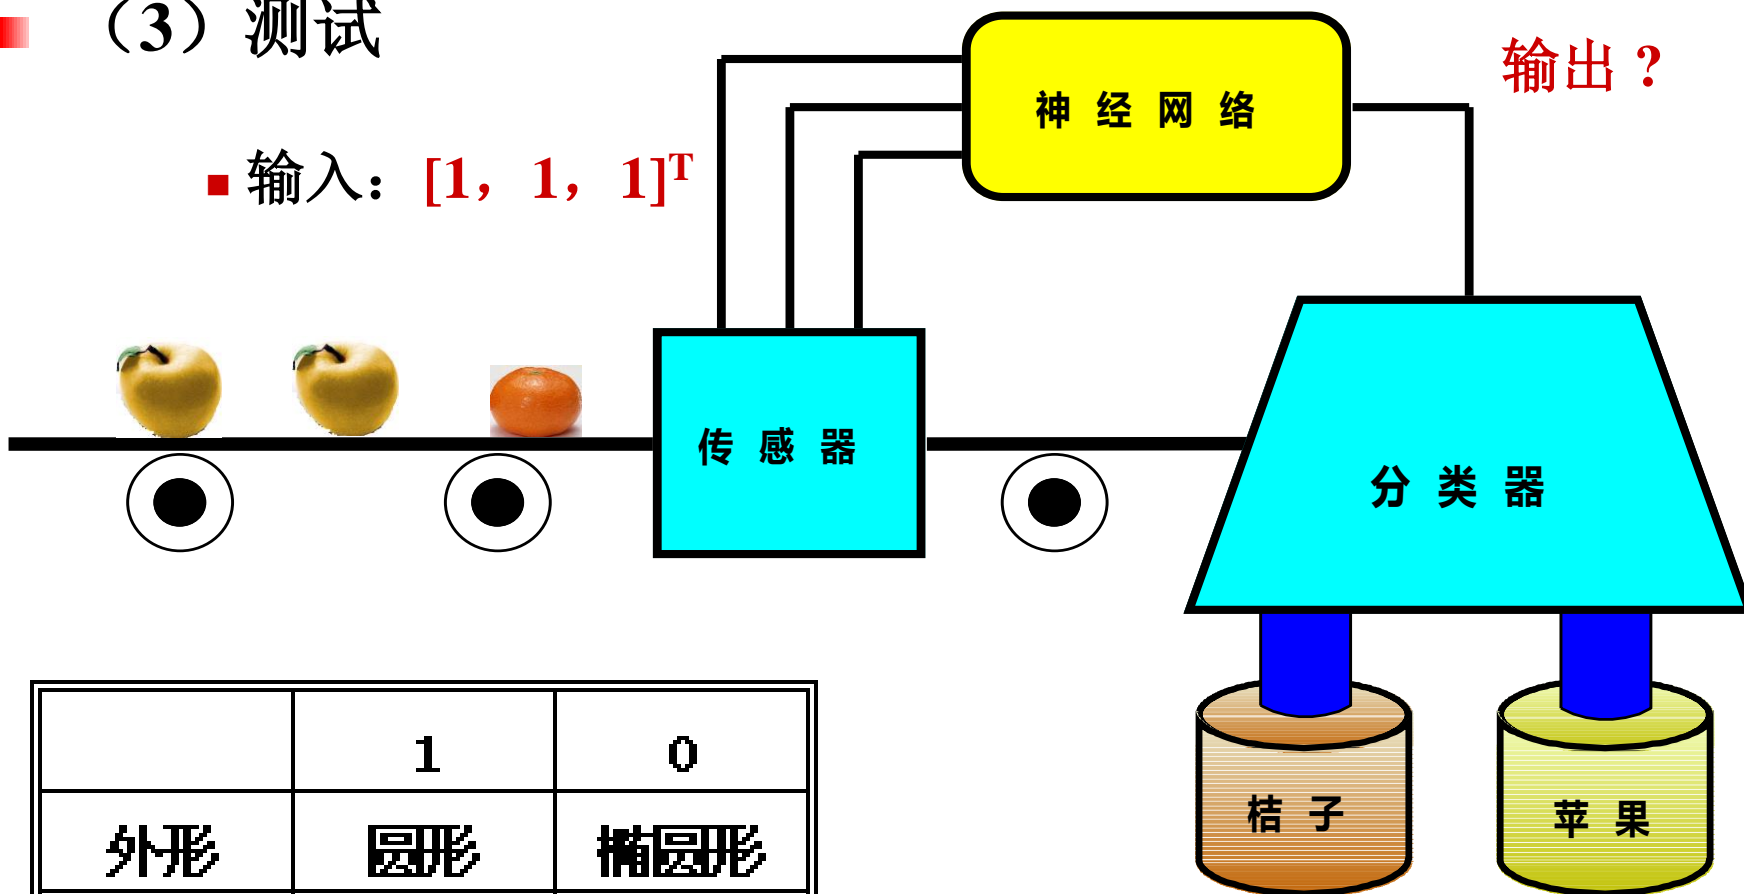 （3）测试
输出？
神经网络
输入：[1，1，1]ᵀ
传感器
分类器
1 0
外形 圆形 椭圆形
桔子 苹果